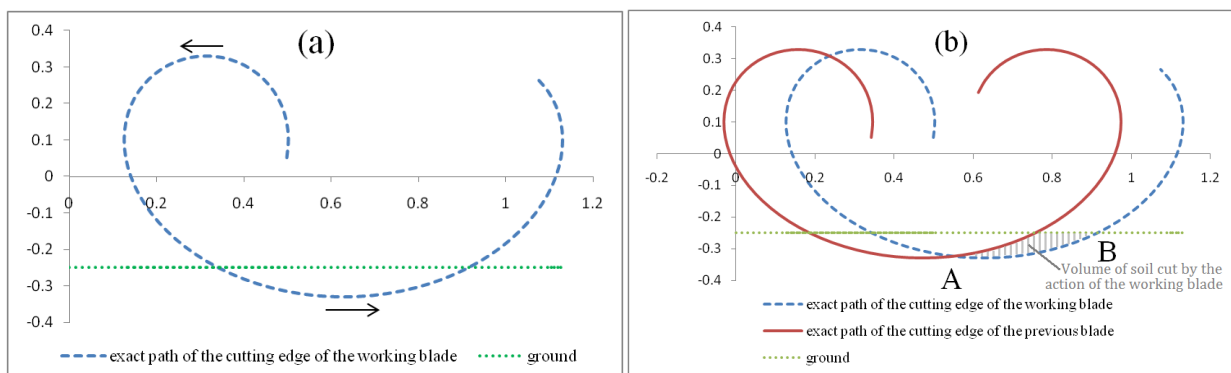 (a)
0.4
0.3
0.2
0.1
0
-0.1
-0.2
-0.3
-0.4
0 0.2 0.4 0.6 0.8 1 1.2
exact path of the cutting edge of the working blade ground
(b)
0.4
0.3
0.2
0.1
0
-0.1
-0.2
-0.3
-0.4
-0.2 0 0.2 0.4 0.6 0.8 1 1.2
A
B
Volume of soil cut by the
action of the working blade
exact path of the cutting edge of the working blade
exact path of the cutting edge of the previous blade
ground